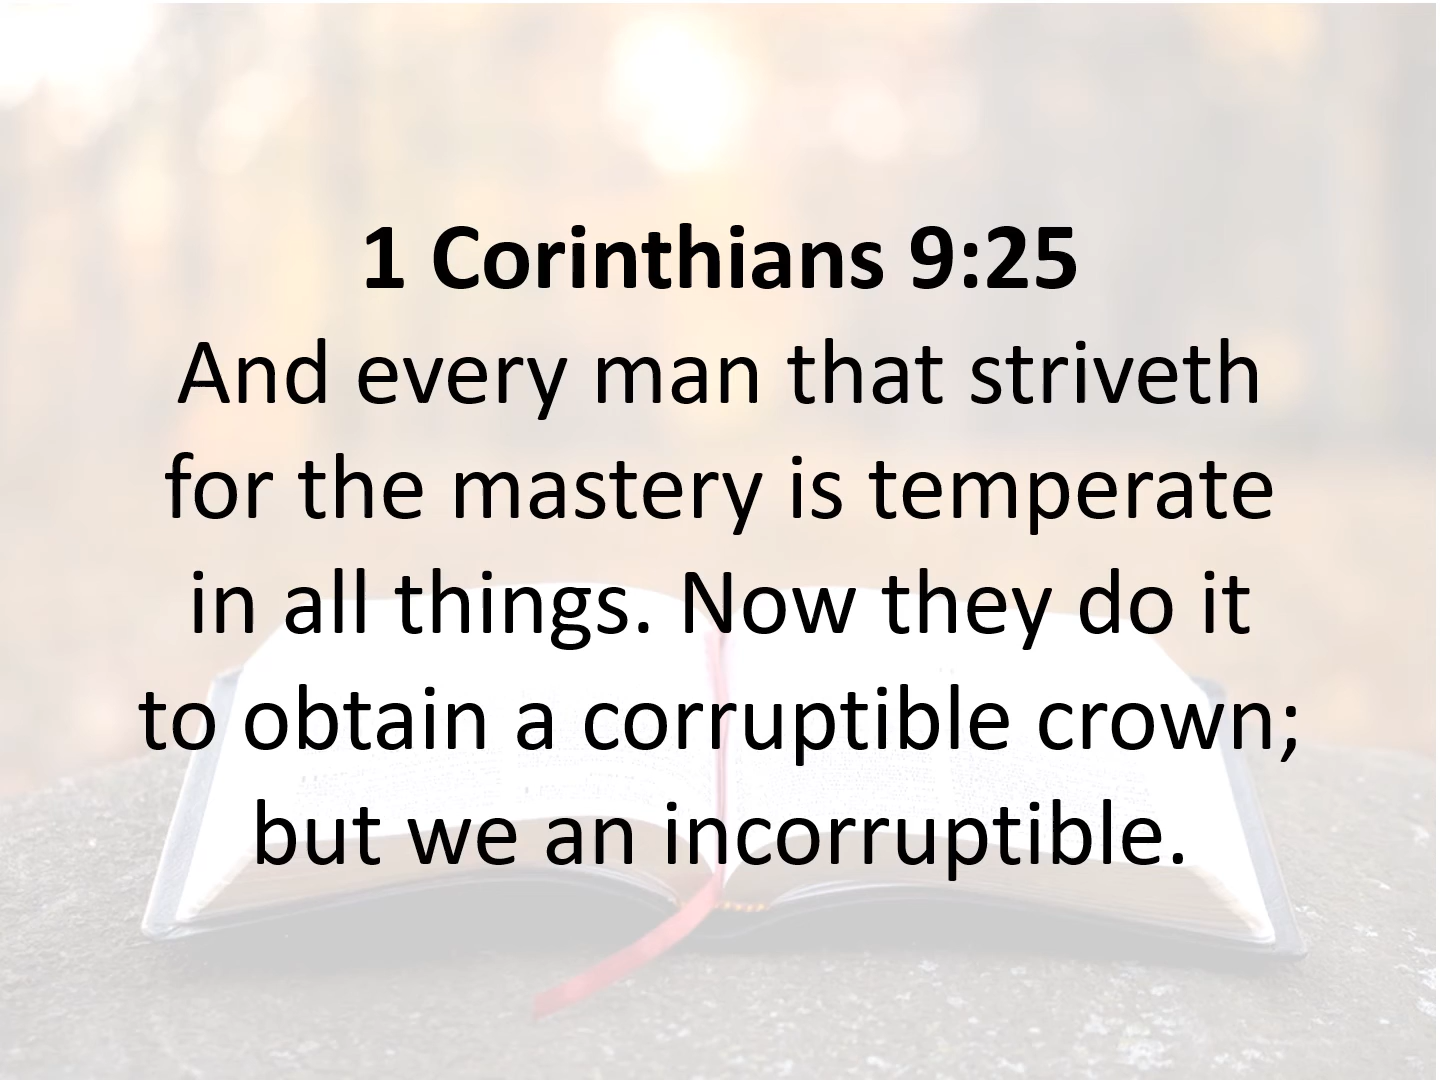 1 Corinthians 9:25
And every man that striveth
for the mastery is temperate
in all things. Now they do it
to obtain a corruptible crown;
but we an incorruptible.